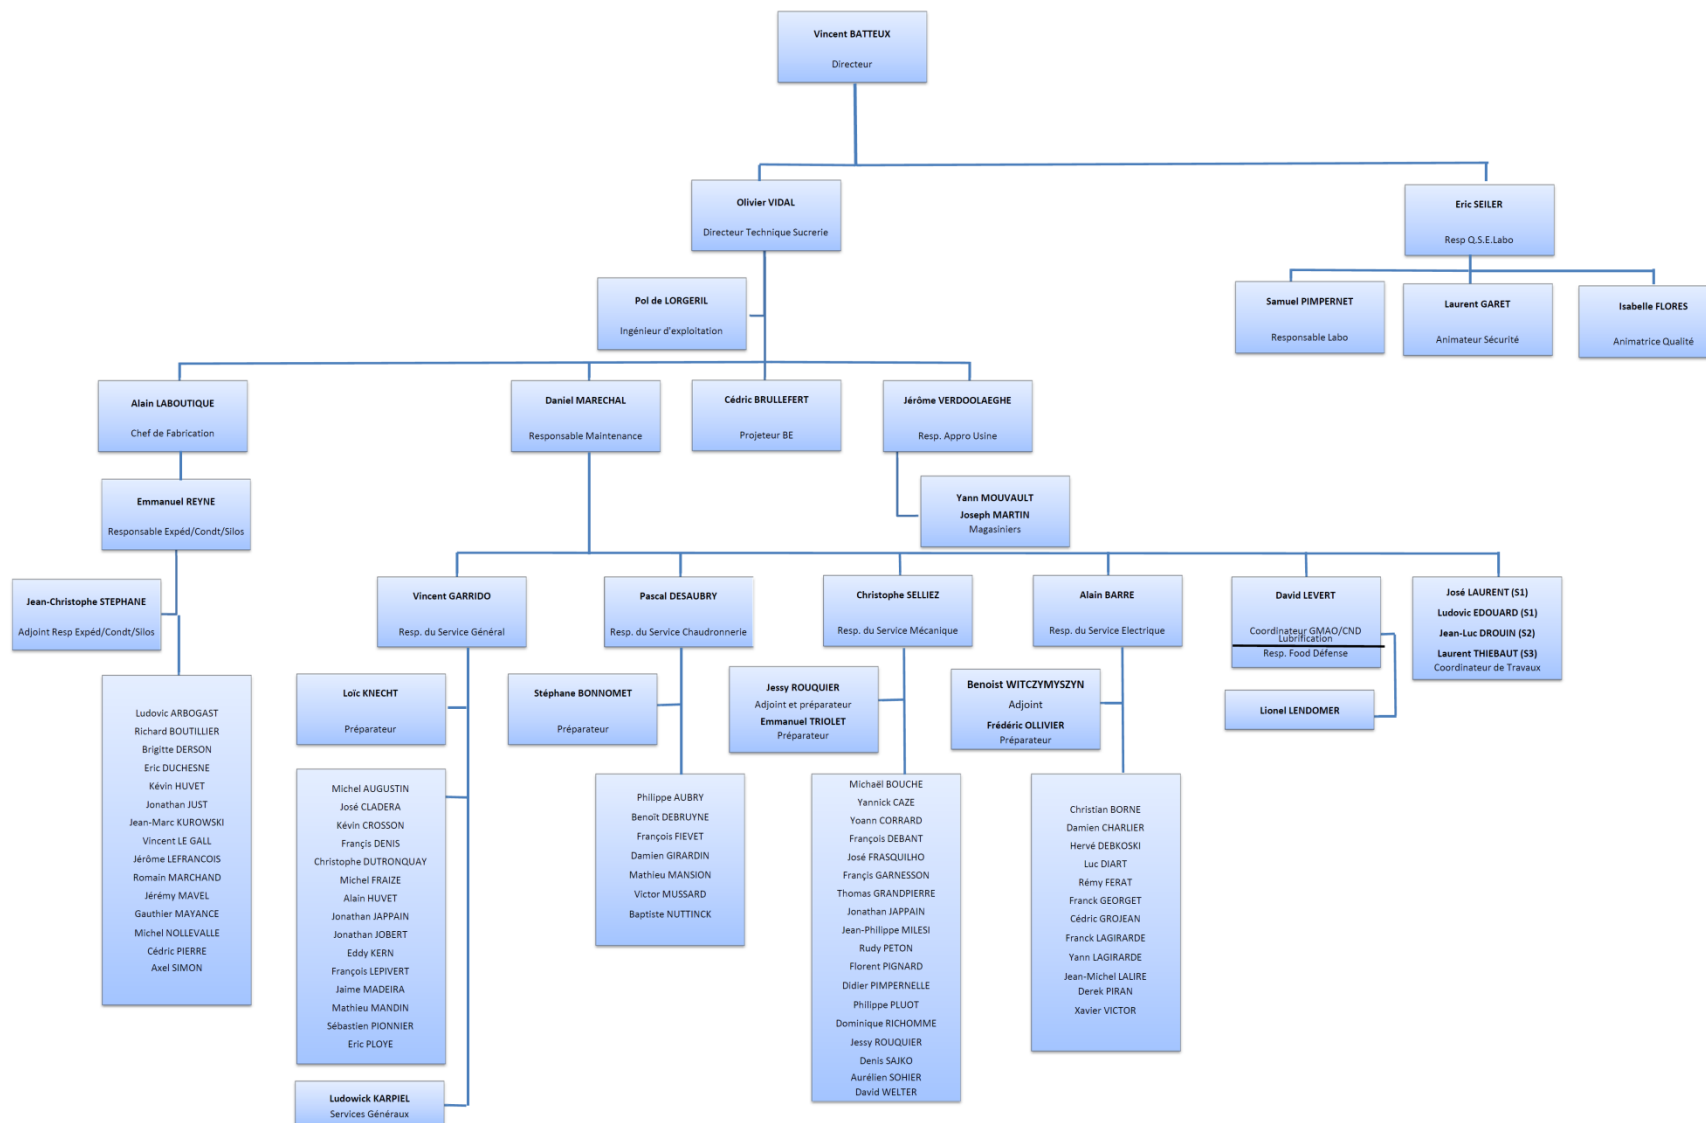 Vincent BATTEUX
Directeur
Olivier VIDAL
Directeur Technique Sucrerie
Eric SEILER
Resp Q.S.E.Labo
Pol de LORGERIL
Ingénieur d'exploitation
Samuel PIMPERNET
Responsable Labo
Laurent GARET
Animateur Sécurité
Isabelle FLORES
Animatrice Qualité
Alain LABOUTIQUE
Chef de Fabrication
Daniel MARECHAL
Responsable Maintenance
Cédric BRULLEFERT
Projeteur BE
Jérôme VERDOOLAEGHE
Resp. Appro Usine
Emmanuel REYNE
Responsable Expéd/Condt/Silos
Yann MOUVAULT
Joseph MARTIN
Magasiniers
Jean-Christophe STEPHANE
Adjoint Resp Expéd/Condt/Silos
Vincent GARRIDO
Resp. du Service Général
Pascal DESAUBRY
Resp. du Service Chaudronnerie
Christophe SELLIEZ
Resp. du Service Mécanique
Alain BARRE
Resp. du Service Electrique
David LEVERT
Coordinateur GMAO/CND
Lubrification
Resp. Food Défense
José LAURENT (S1)
Ludovic EDOUARD (S1)
Jean-Luc DROUIN (S2)
Laurent THIEBAUT (S3)
Coordinateur de Travaux
Loïc KNECHT
Préparateur
Stéphane BONNOMET
Préparateur
Jessy ROUQUIER
Adjoint et préparateur
Emmanuel TRIOLET
Préparateur
Benoist WITCZYMYSZYN
Adjoint
Frédéric OLLIVIER
Préparateur
Lionel LENDOMER
Ludovic ARBOGAST
Richard BOUTILLIER
Brigitte DERSON
Eric DUCHESNE
Kévin HUVET
Jonathan JUST
Jean-Marc KUROWSKI
Vincent LE GALL
Jérôme LEFRANCOIS
Romain MARCHAND
Jérémy MAVEL
Gauthier MAYANCE
Michel NOLLEVALLE
Cédric PIERRE
Axel SIMON
Michel AUGUSTIN
José CLADERA
Kévin CROSSON
Françis DENIS
Christophe DUTRONQUAY
Michel FRAIZE
Alain HUVET
Jonathan JAPPAIN
Jonathan JOBERT
Eddy KERN
François LEPIVERT
Jaime MADEIRA
Mathieu MANDIN
Sébastien PIONNIER
Eric PLOYE
Ludowick KARPIEL
Services Généraux
Philippe AUBRY
Benoît DEBRUYNE
François FIEVET
Damien GIRARDIN
Mathieu MANSION
Victor MUSSARD
Baptiste NUTTINCK
Michaël BOUCHE
Yannick CAZE
Yoann CORRARD
François DEBANT
José FRASQUILHO
Françis GARNESSON
Thomas GRANDPIERRE
Jonathan JAPPAIN
Jean-Philippe MILESI
Rudy PETON
Florent PIGNARD
Didier PIMPERNELLE
Philippe PLUOT
Dominique RICHOMME
Jessy ROUQUIER
Denis SAJKO
Aurélien SOHIER
David WELTER
Christian BORNE
Damien CHARLIER
Hervé DEBKOSKI
Luc DIART
Rémy FERAT
Franck GEORGET
Cédric GROJEAN
Franck LAGIRARDE
Yann LAGIRARDE
Jean-Michel LALIRE
Derek PIRAN
Xavier VICTOR